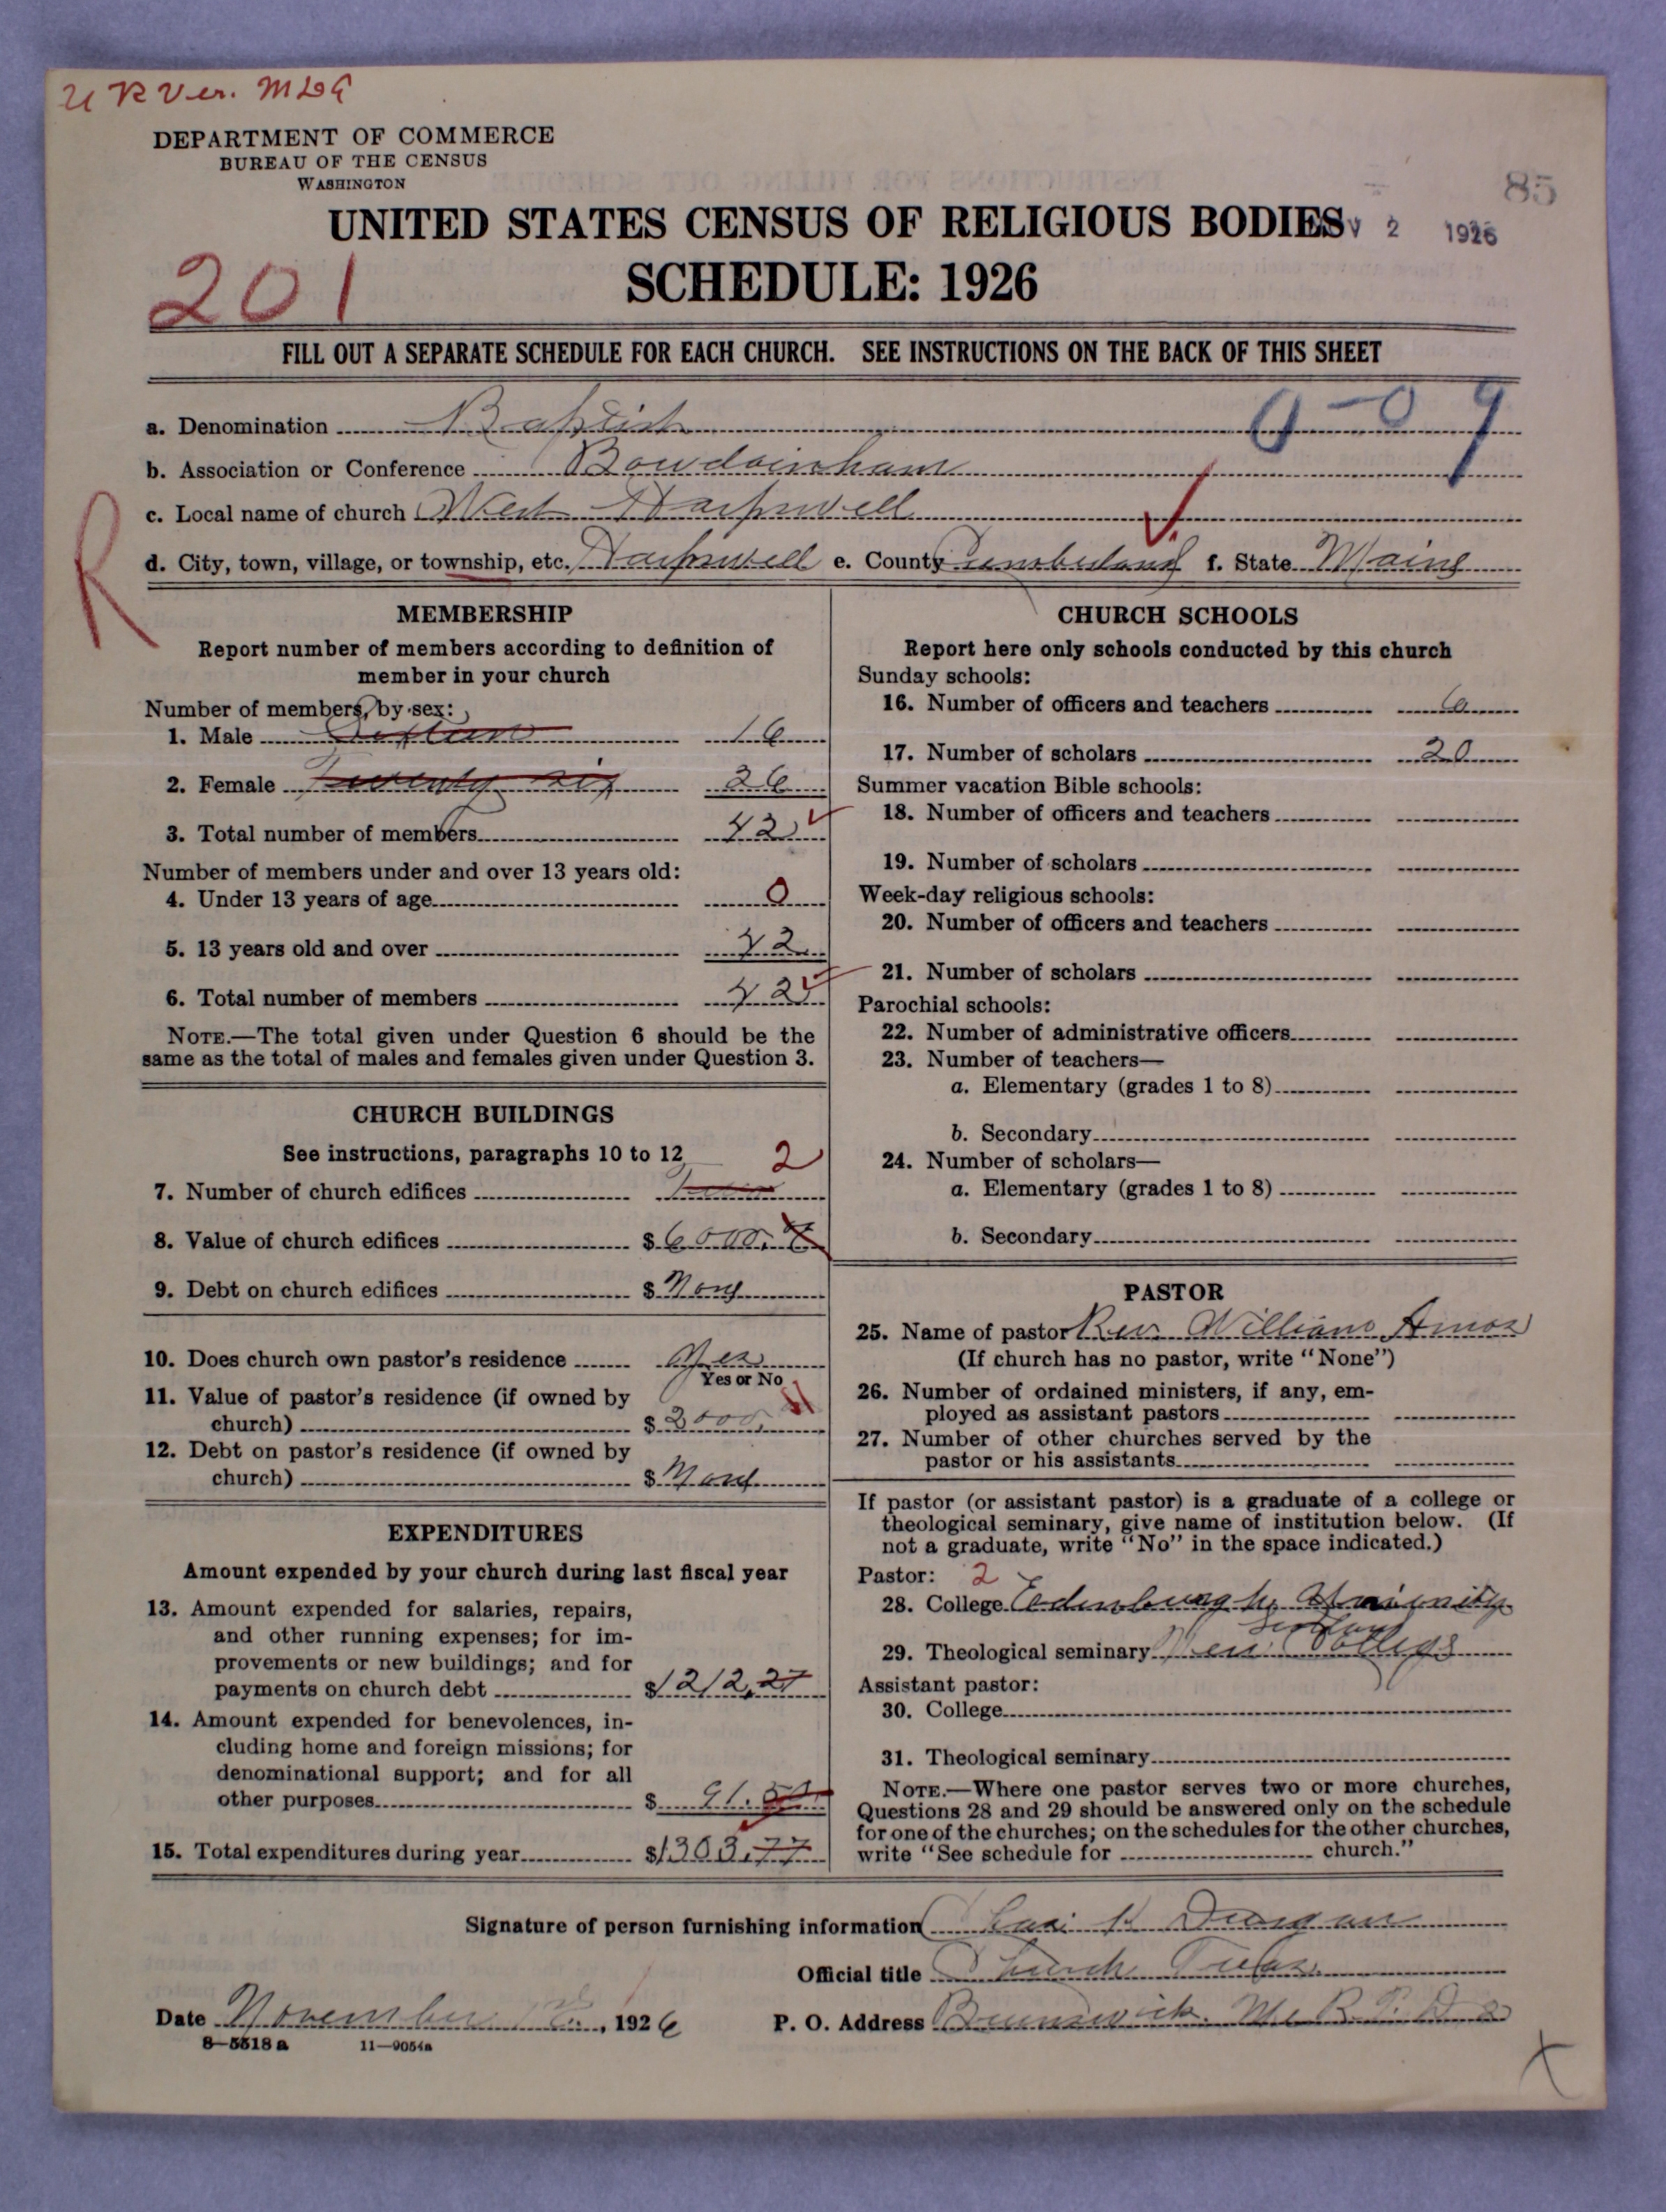 U R Ver. MLG
DEPARTMENT OF COMMERCE
BUREAU OF THE CENSUS
WASHINGTON
85
UNITED STATES CENSUS OF RELIGIOUS BODIES
V 2 1926
201
SCHEDULE: 1926
FILL OUT A SEPARATE SCHEDULE FOR EACH CHURCH. SEE INSTRUCTIONS ON THE BACK OF THIS SHEET
a. Denomination Baptist
0-09
b. Association or Conference Bowdoinham
c. Local name of church West Harpswell
R
d. City, town, village, or township, etc. Harpswell e. County Cumberland f. State Maine
MEMBERSHIP
Report number of members according to definition of
member in your church
Number of members, by sex:
1. Male Sixteen 16
2. Female Twenty six 26
3. Total number of members 42
Number of members under and over 13 years old:
4. Under 13 years of age 0
5. 13 years old and over 42
6. Total number of members 42
NOTE.—The total given under Question 6 should be the
same as the total of males and females given under Question 3.
CHURCH BUILDINGS
See instructions, paragraphs 10 to 12
2
7. Number of church edifices Two
8. Value of church edifices $ 6000.
9. Debt on church edifices $ None
10. Does church own pastor's residence Yes
Yes or No
11. Value of pastor's residence (if owned by
church) $ 2000.
12. Debt on pastor's residence (if owned by
church) $ None
EXPENDITURES
Amount expended by your church during last fiscal year
13. Amount expended for salaries, repairs,
and other running expenses; for im-
provements or new buildings; and for
payments on church debt $ 1212.27
14. Amount expended for benevolences, in-
cluding home and foreign missions; for
denominational support; and for all
other purposes $ 91.50
15. Total expenditures during year $ 1303.77
CHURCH SCHOOLS
Report here only schools conducted by this church
Sunday schools:
16. Number of officers and teachers 6
17. Number of scholars 20
Summer vacation Bible schools:
18. Number of officers and teachers
19. Number of scholars
Week-day religious schools:
20. Number of officers and teachers
21. Number of scholars
Parochial schools:
22. Number of administrative officers
23. Number of teachers—
a. Elementary (grades 1 to 8)
b. Secondary
24. Number of scholars—
a. Elementary (grades 1 to 8)
b. Secondary
PASTOR
25. Name of pastor Rev. William Amos
(If church has no pastor, write "None")
26. Number of ordained ministers, if any, em-
ployed as assistant pastors
27. Number of other churches served by the
pastor or his assistants
If pastor (or assistant pastor) is a graduate of a college or
theological seminary, give name of institution below. (If
not a graduate, write "No" in the space indicated.)
Pastor: 2
28. College Edinburgh University
Scotland
29. Theological seminary New College
Assistant pastor:
30. College
31. Theological seminary
NOTE.—Where one pastor serves two or more churches,
Questions 28 and 29 should be answered only on the schedule
for one of the churches; on the schedules for the other churches,
write "See schedule for church."
Signature of person furnishing information
Official title Church Treas.
Date November 1926 P. O. Address Brunswick. Me R.F.D 2
8—5518 a 11—9054a